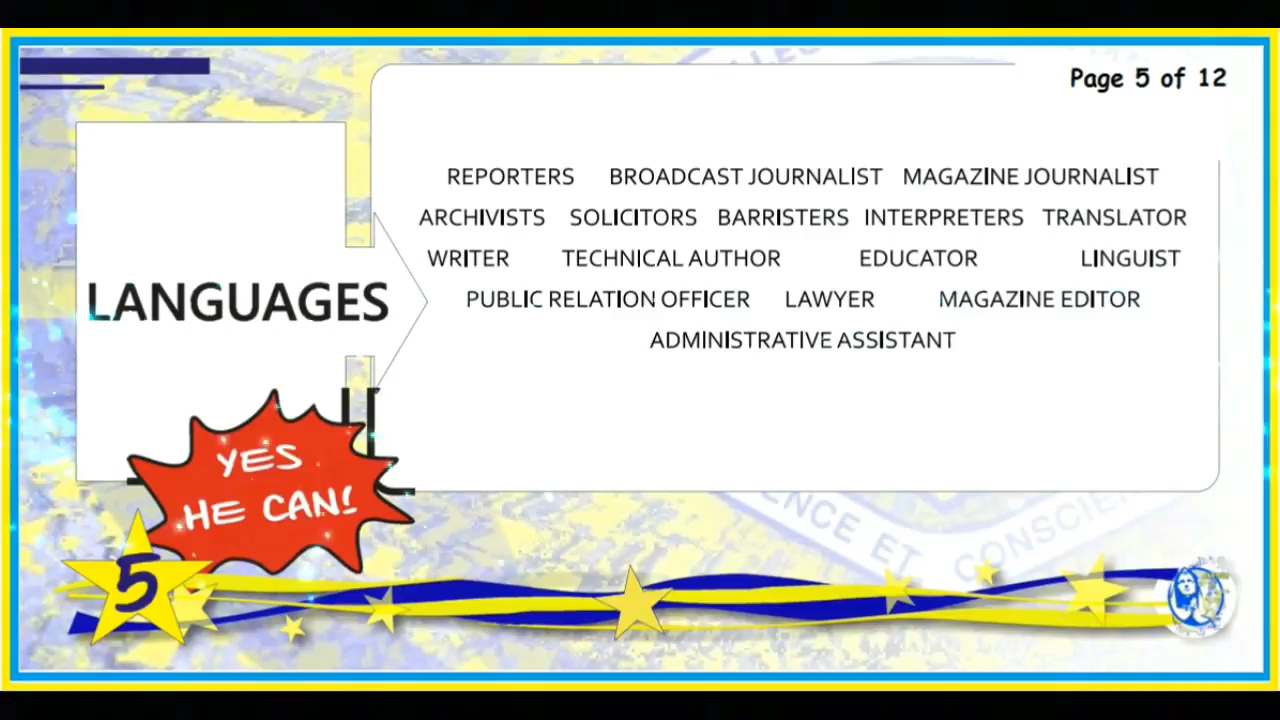 Page 5 of 12
REPORTERS BROADCAST JOURNALIST MAGAZINE JOURNALIST
ARCHIVISTS SOLICITORS BARRISTERS INTERPRETERS TRANSLATOR
WRITER TECHNICAL AUTHOR EDUCATOR LINGUIST
PUBLIC RELATION OFFICER LAWYER MAGAZINE EDITOR
ADMINISTRATIVE ASSISTANT
LANGUAGES
YES
HE CAN!
5
ET